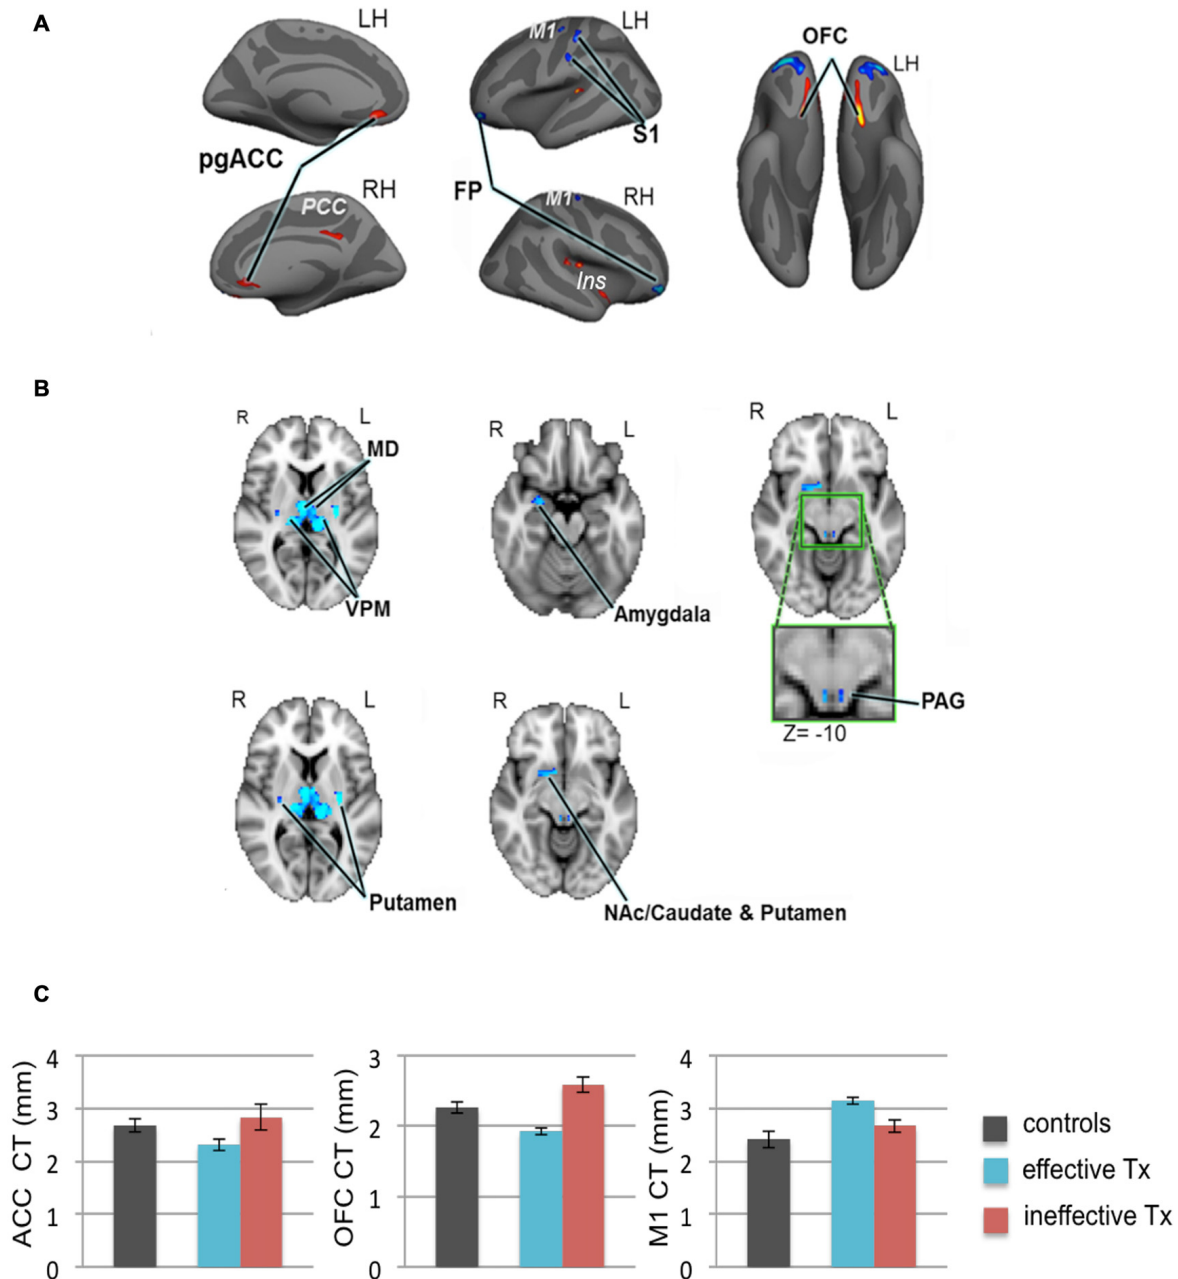 A
LH
M1
LH
OFC
LH
S1
pgACC
RH
PCC
FP
M1
RH
Ins
B
R
L
MD
VPM
R
L
Amygdala
R
L
PAG
Z= -10
R
L
Putamen
R
L
NAc/Caudate & Putamen
C
ACC CT (mm)
4
3
2
1
0
OFC CT (mm)
3
2
1
0
M1 CT (mm)
4
3
2
1
0
controls
effective Tx
ineffective Tx